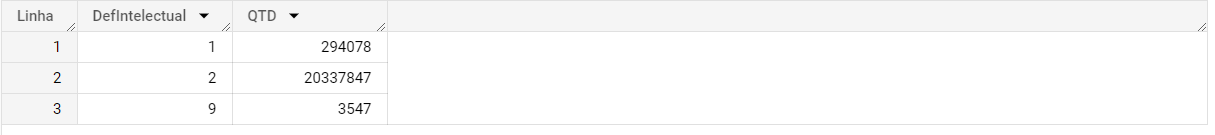 Linha DefIntelectual QTD
1 1 294078
2 2 20337847
3 9 3547